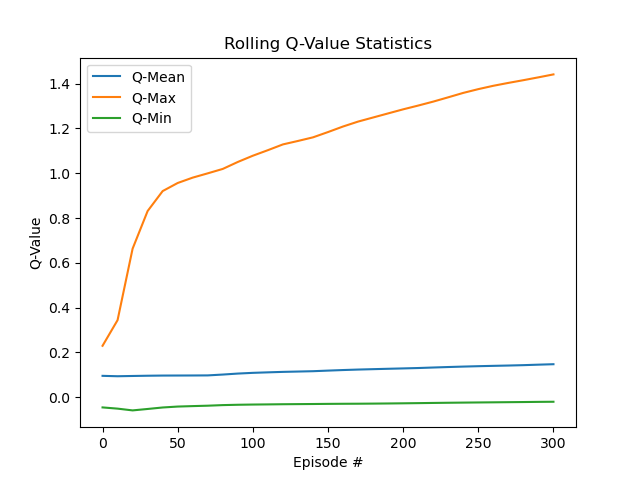 Rolling Q-Value Statistics
Q-Mean
Q-Max
Q-Min
Q-Value
1.4
1.2
1.0
0.8
0.6
0.4
0.2
0.0
0 50 100 150 200 250 300
Episode #